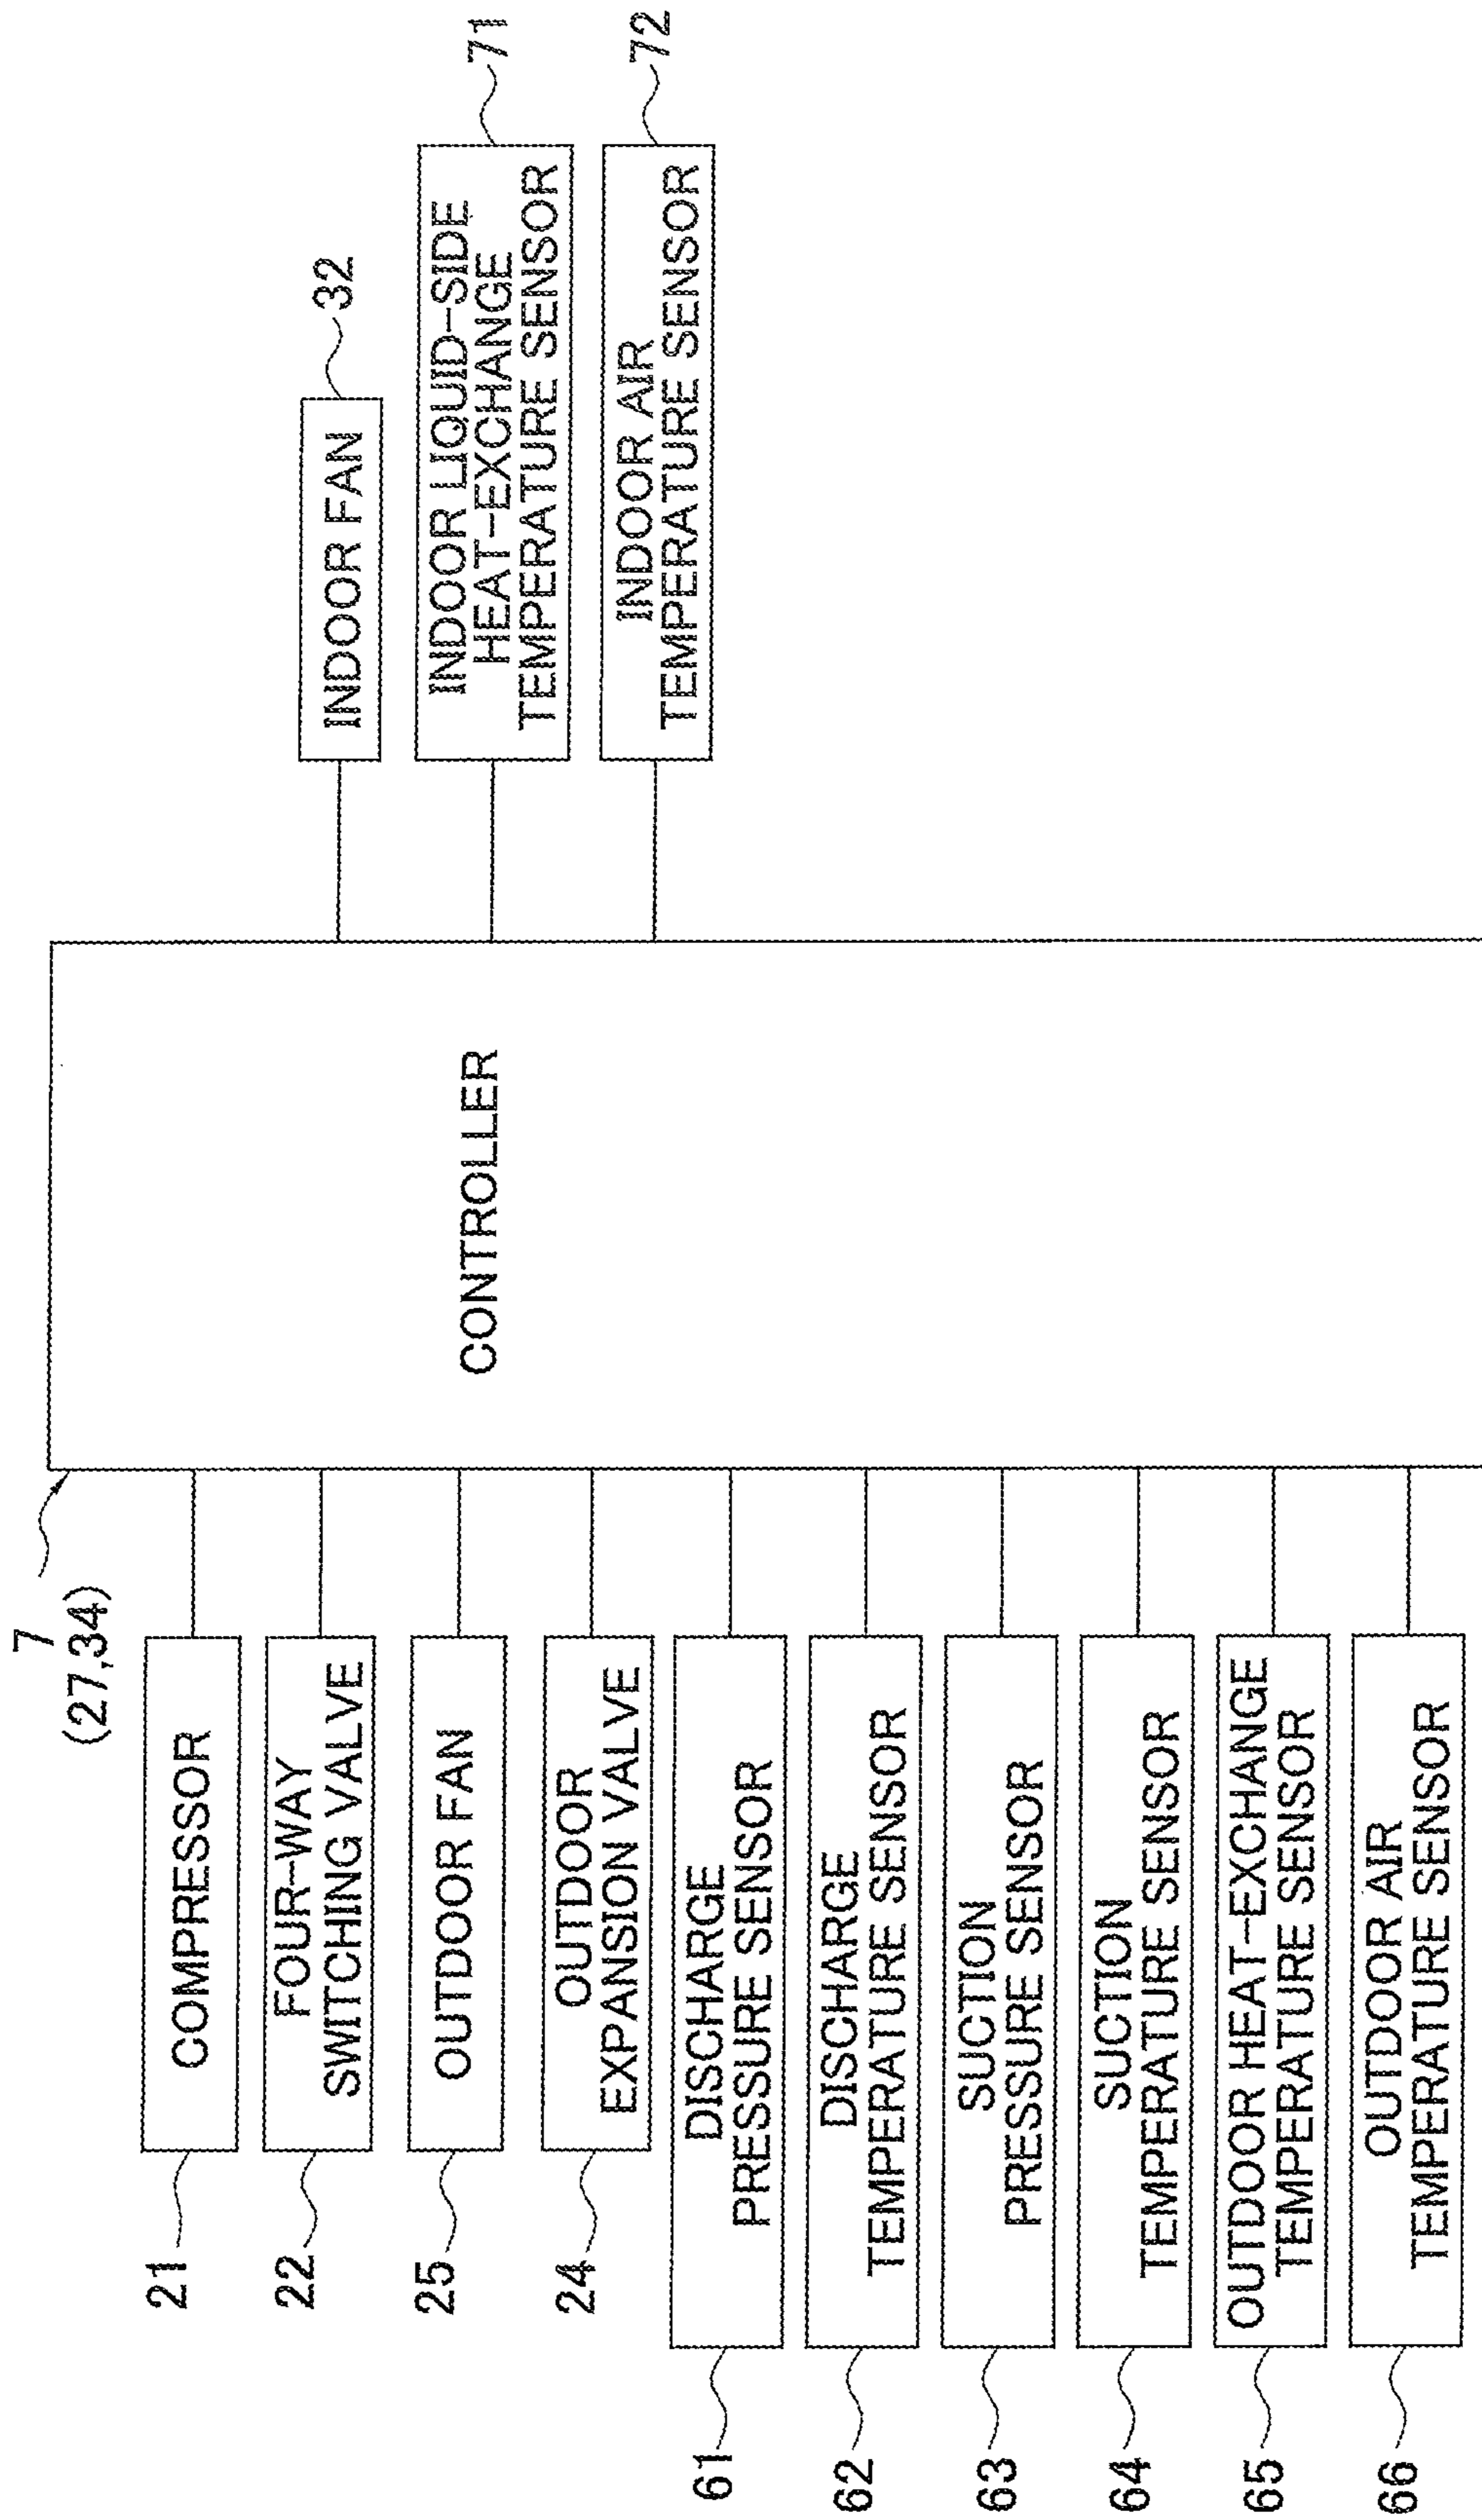 7
(27,34)
CONTROLLER
21
COMPRESSOR
22
FOUR-WAY
SWITCHING VALVE
25
OUTDOOR FAN
24
OUTDOOR
EXPANSION VALVE
61
DISCHARGE
PRESSURE SENSOR
62
DISCHARGE
TEMPERATURE SENSOR
63
SUCTION
PRESSURE SENSOR
64
SUCTION
TEMPERATURE SENSOR
65
OUTDOOR HEAT-EXCHANGE
TEMPERATURE SENSOR
66
OUTDOOR AIR
TEMPERATURE SENSOR
INDOOR FAN
32
INDOOR LIQUID-SIDE
HEAT-EXCHANGE
TEMPERATURE SENSOR
71
INDOOR AIR
TEMPERATURE SENSOR
72